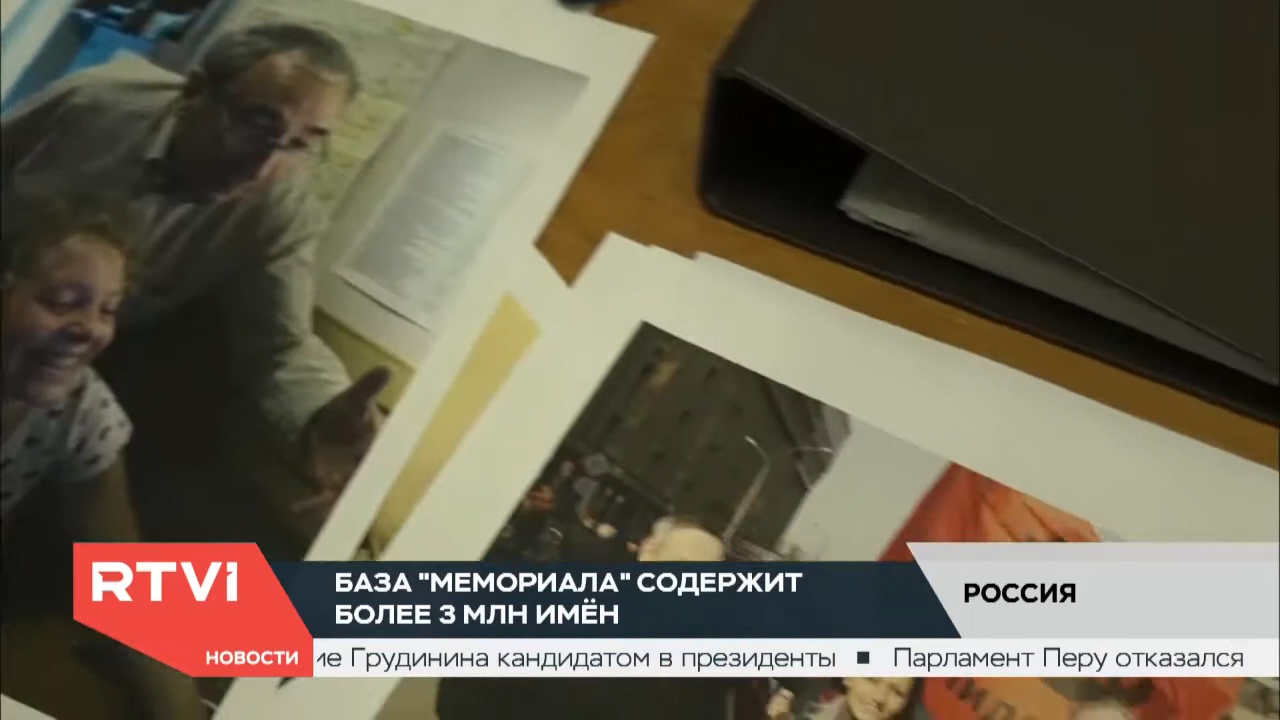 RTVi
НОВОСТИ
БАЗА "МЕМОРИАЛА" СОДЕРЖИТ
БОЛЕЕ 3 МЛН ИМЁН
РОССИЯ
ие Грудинина кандидатом в президенты ■ Парламент Перу отказался